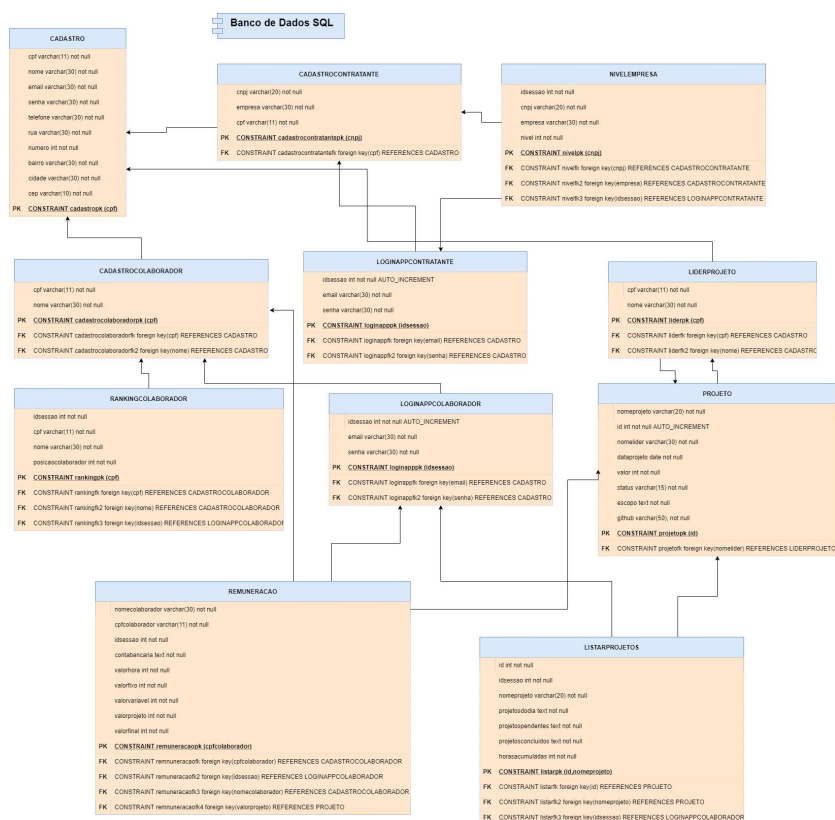 Banco de Dados SQL
CADASTRO
cpf varchar(11) not null
nome varchar(30) not null
email varchar(30) not null
senha varchar(30) not null
telefone varchar(30) not null
rua varchar(30) not null
numero int not null
bairro varchar(30) not null
cidade varchar(30) not null
cep varchar(10) not null
PK CONSTRAINT cadastropk (cpf)
CADASTROCONTRATANTE
cnpj varchar(20) not null
empresa varchar(30) not null
cpf varchar(11) not null
PK CONSTRAINT cadastrocontratantepk (cnpj)
FK CONSTRAINT cadastrocontratantefk foreign key(cpf) REFERENCES CADASTRO
NIVELEMPRESA
idsessao int not null
cnpj varchar(20) not null
empresa varchar(30) not null
nivel int not null
PK CONSTRAINT nivelpk (cnpj)
FK CONSTRAINT nivelfk foreign key(cnpj) REFERENCES CADASTROCONTRATANTE
FK CONSTRAINT nivelfk2 foreign key(empresa) REFERENCES CADASTROCONTRATANTE
FK CONSTRAINT nivelfk3 foreign key(idsessao) REFERENCES LOGINAPPCONTRATANTE
CADASTROCOLABORADOR
cpf varchar(11) not null
nome varchar(30) not null
PK CONSTRAINT cadastrocolaboradorpk (cpf)
FK CONSTRAINT cadastrocolaboradorfk foreign key(cpf) REFERENCES CADASTRO
FK CONSTRAINT cadastrocolaboradorfk2 foreign key(nome) REFERENCES CADASTRO
LOGINAPPCONTRATANTE
idsessao int not null AUTO_INCREMENT
email varchar(30) not null
senha varchar(30) not null
PK CONSTRAINT loginapppk (idsessao)
FK CONSTRAINT loginappfk foreign key(email) REFERENCES CADASTRO
FK CONSTRAINT loginappfk2 foreign key(senha) REFERENCES CADASTRO
LIDERPROJETO
cpf varchar(11) not null
nome varchar(30) not null
PK CONSTRAINT liderpk (cpf)
FK CONSTRAINT liderfk foreign key(cpf) REFERENCES CADASTRO
FK CONSTRAINT liderfk2 foreign key(nome) REFERENCES CADASTRO
RANKINGCOLABORADOR
idsessao int not null
cpf varchar(11) not null
nome varchar(30) not null
posicaocolaborador int not null
PK CONSTRAINT rankingpk (cpf)
FK CONSTRAINT rankingfk foreign key(cpf) REFERENCES CADASTROCOLABORADOR
FK CONSTRAINT rankingfk2 foreign key(nome) REFERENCES CADASTROCOLABORADOR
FK CONSTRAINT rankingfk3 foreign key(idsessao) REFERENCES LOGINAPPCOLABORADOR
LOGINAPPCOLABORADOR
idsessao int not null AUTO_INCREMENT
email varchar(30) not null
senha varchar(30) not null
PK CONSTRAINT loginapppk (idsessao)
FK CONSTRAINT loginappfk foreign key(email) REFERENCES CADASTRO
FK CONSTRAINT loginappfk2 foreign key(senha) REFERENCES CADASTRO
PROJETO
nomeprojeto varchar(20) not null
id int not null AUTO_INCREMENT
nomelider varchar(30) not null
dataprojeto date not null
valor int not null
status varchar(15) not null
escopo text not null
github varchar(50), not null
PK CONSTRAINT projetopk (id)
FK CONSTRAINT projetofk foreign key(nomelider) REFERENCES LIDERPROJETO
REMUNERACAO
nomecolaborador varchar(30) not null
cpfcolaborador varchar(11) not null
idsessao int not null
contabancaria text not null
valorhora int not null
valorfixo int not null
valorvariavel int not null
valorprojeto int not null
valorfinal int not null
PK CONSTRAINT remuneracaopk (cpfcolaborador)
FK CONSTRAINT remnuneracaofk foreign key(cpfcolaborador) REFERENCES CADASTROCOLABORADOR
FK CONSTRAINT remnuneracaofk2 foreign key(idsessao) REFERENCES LOGINAPPCOLABORADOR
FK CONSTRAINT remnuneracaofk3 foreign key(nomecolaborador) REFERENCES CADASTROCOLABORADOR
FK CONSTRAINT remnuneracaofk4 foreign key(valorprojeto) REFERENCES PROJETO
LISTARPROJETOS
id int not null
idsessao int not null
nomeprojeto varchar(20) not null
projetosdodia text not null
projetospendentes text not null
projetosconcluidos text not null
horasacumuladas int not null
PK CONSTRAINT listarpk (id,nomeprojeto)
FK CONSTRAINT listarfk foreign key(id) REFERENCES PROJETO
FK CONSTRAINT listarfk2 foreign key(nomeprojeto) REFERENCES PROJETO
FK CONSTRAINT listarfk3 foreign key(idsessao) REFERENCES LOGINAPPCOLABORADOR